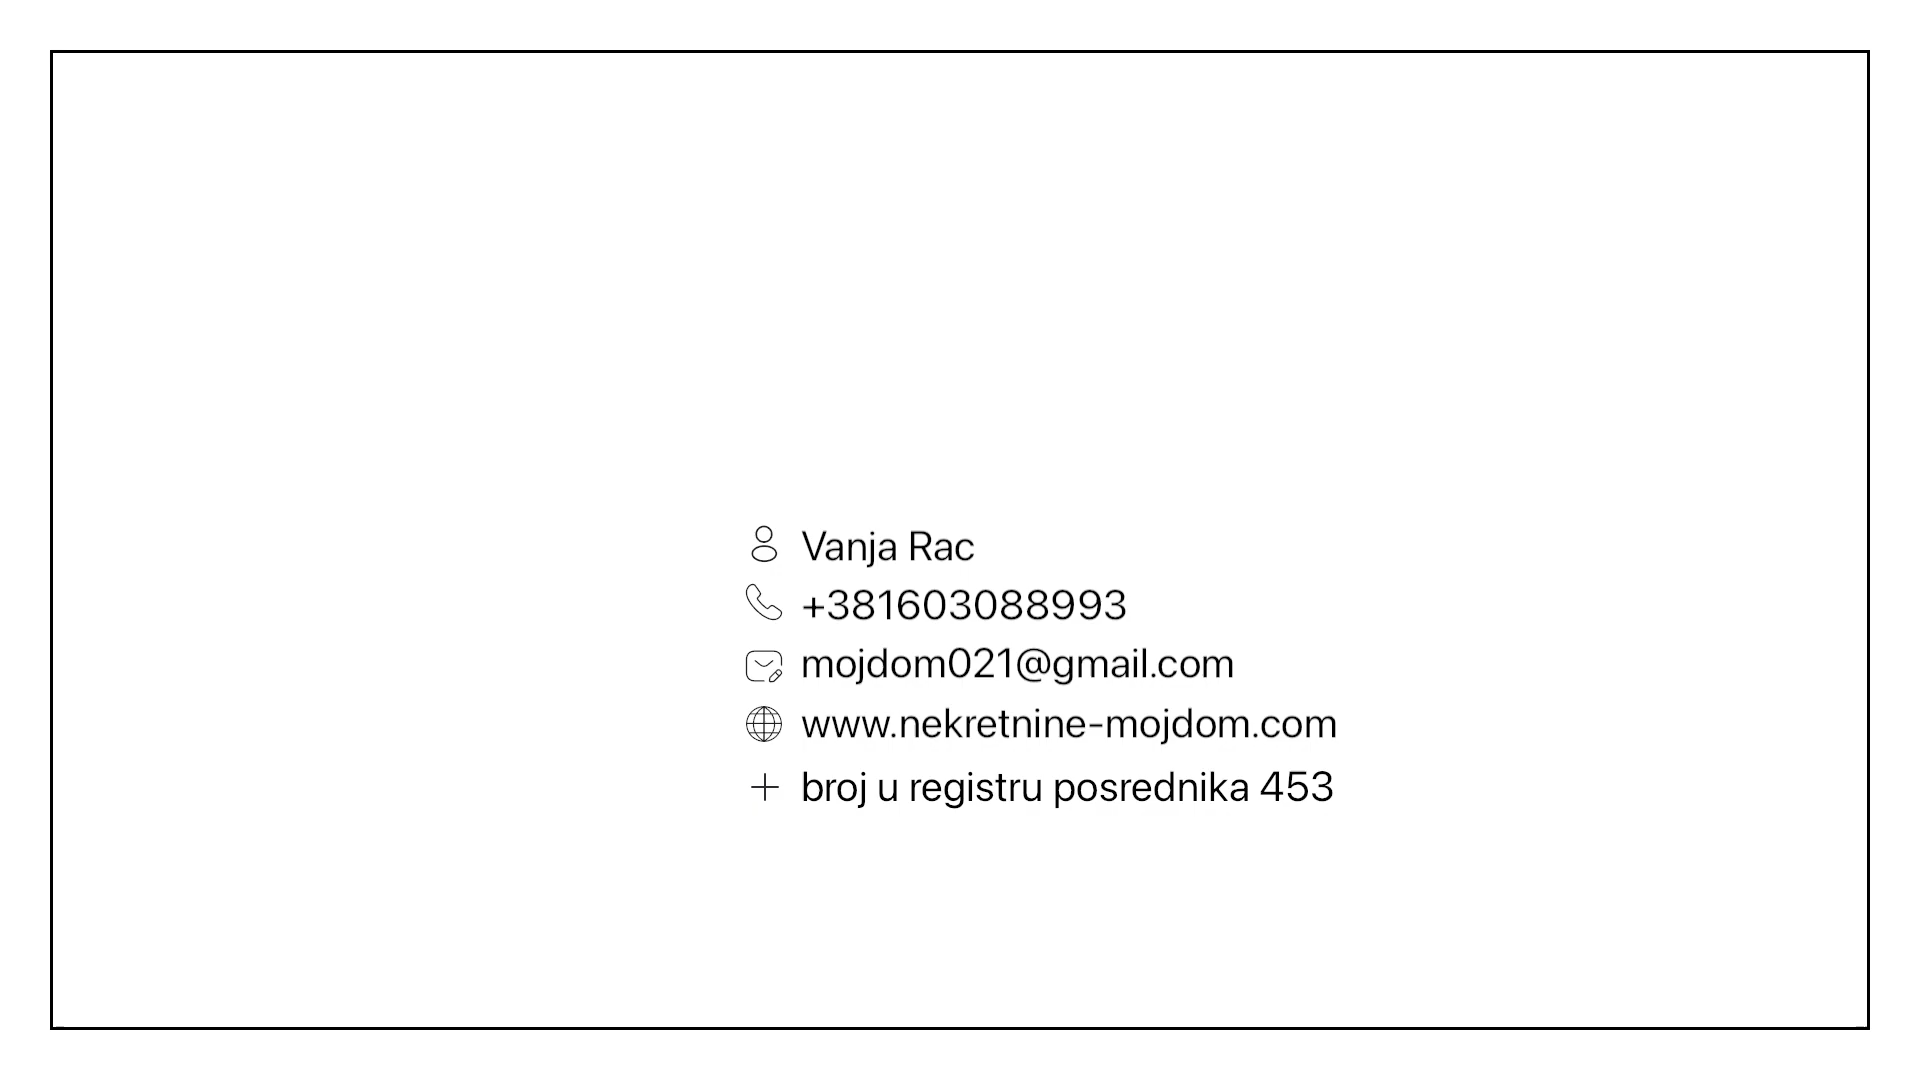 Vanja Rac
+381603088993
mojdom021@gmail.com
www.nekretnine-mojdom.com
broj u registru posrednika 453